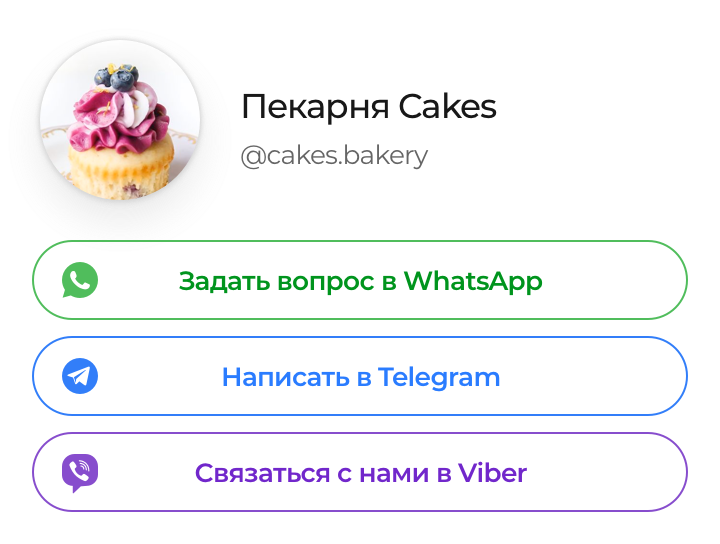 Пекарня Cakes
@cakes.bakery
Задать вопрос в WhatsApp
Написать в Telegram
Связаться с нами в Viber